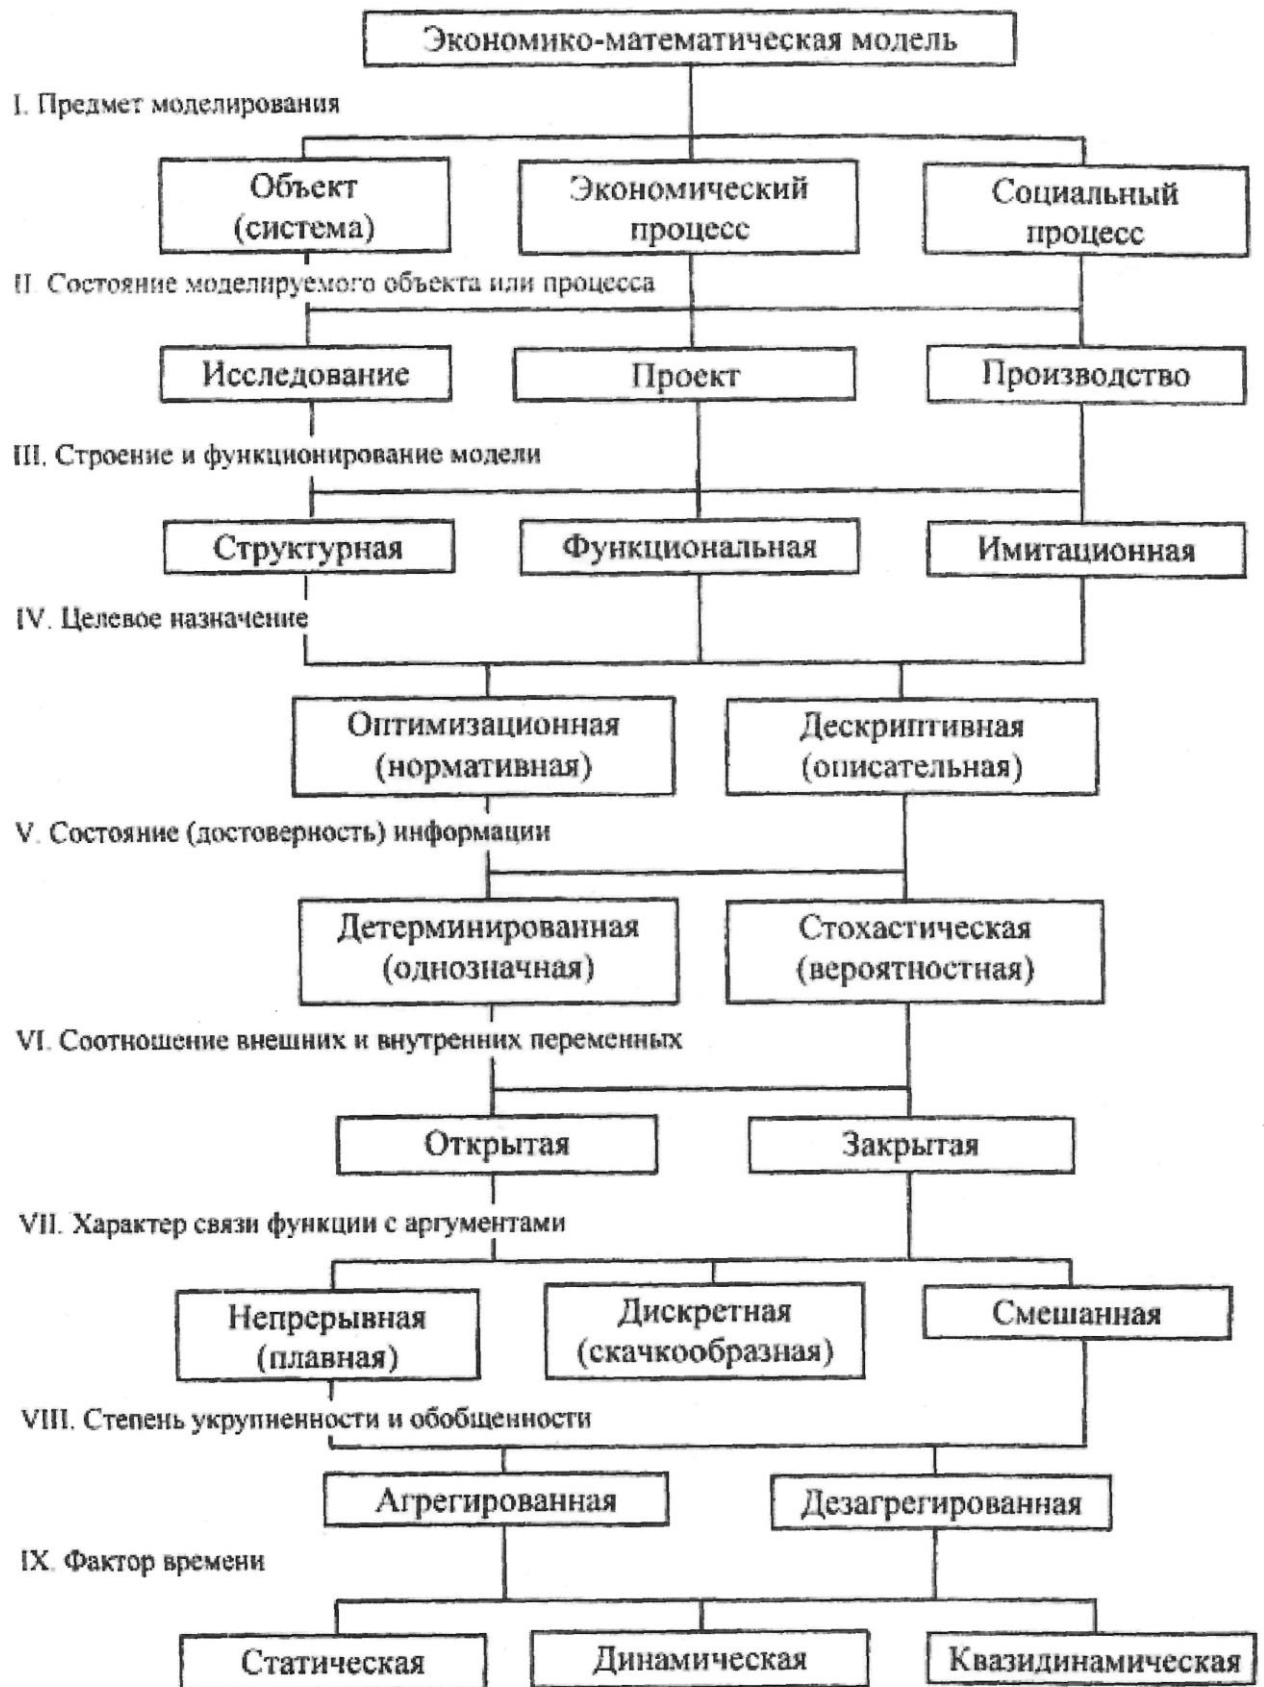 Экономико-математическая модель
I. Предмет моделирования
Объект
(система)
Экономический
процесс
Социальный
процесс
II. Состояние моделируемого объекта или процесса
Исследование
Проект
Производство
III. Строение и функционирование модели
Структурная
Функциональная
Имитационная
IV. Целевое назначение
Оптимизационная
(нормативная)
Дескриптивная
(описательная)
V. Состояние (достоверность) информации
Детерминированная
(однозначная)
Стохастическая
(вероятностная)
VI. Соотношение внешних и внутренних переменных
Открытая
Закрытая
VII. Характер связи функции с аргументами
Непрерывная
(плавная)
Дискретная
(скачкообразная)
Смешанная
VIII. Степень укрупненности и обобщенности
Агрегированная
Дезагрегированная
IX. Фактор времени
Статическая
Динамическая
Квазидинамическая